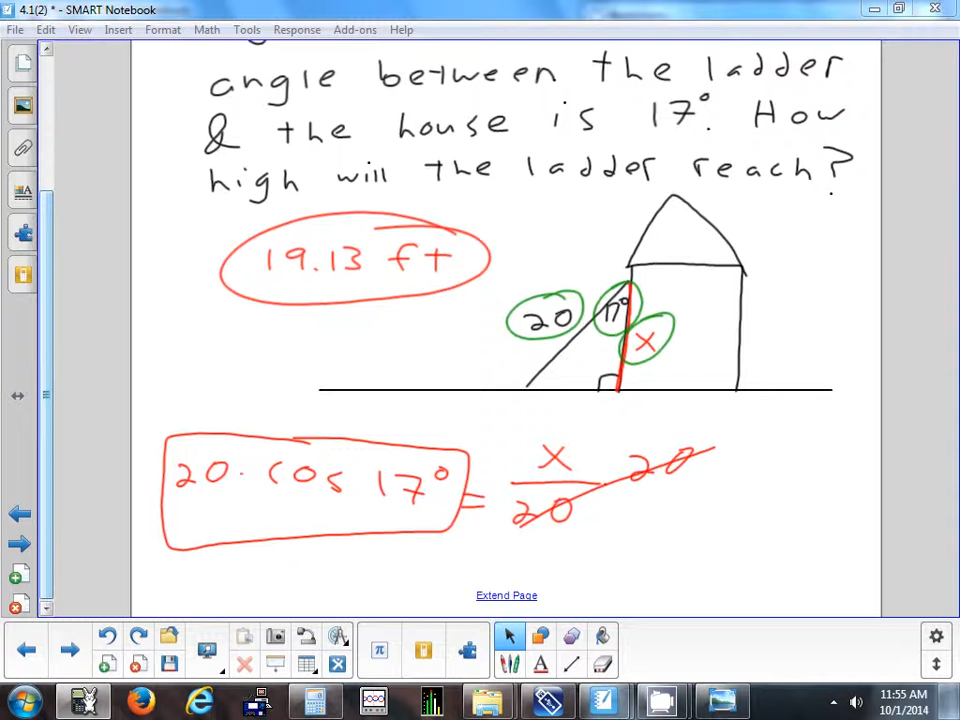 4.1(2) * - SMART Notebook
File Edit View Insert Format Math Tools Response Add-ons Help
angle between the ladder
& the house is 17°. How
high will the ladder reach?
19.13 ft
20 17°
x
20 · cos 17° = x/20 · 20
Extend Page
π
A
11:55 AM
10/1/2014